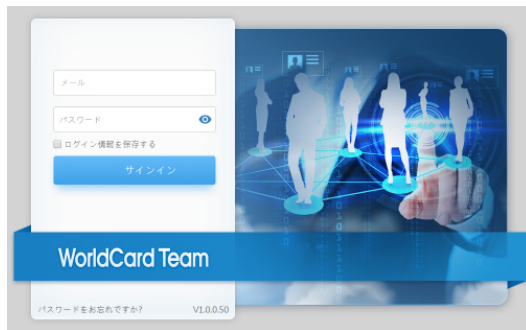 メール
パスワード
ログイン情報を保存する
サインイン
WorldCard Team
パスワードをお忘れですか?
V1.0.0.50